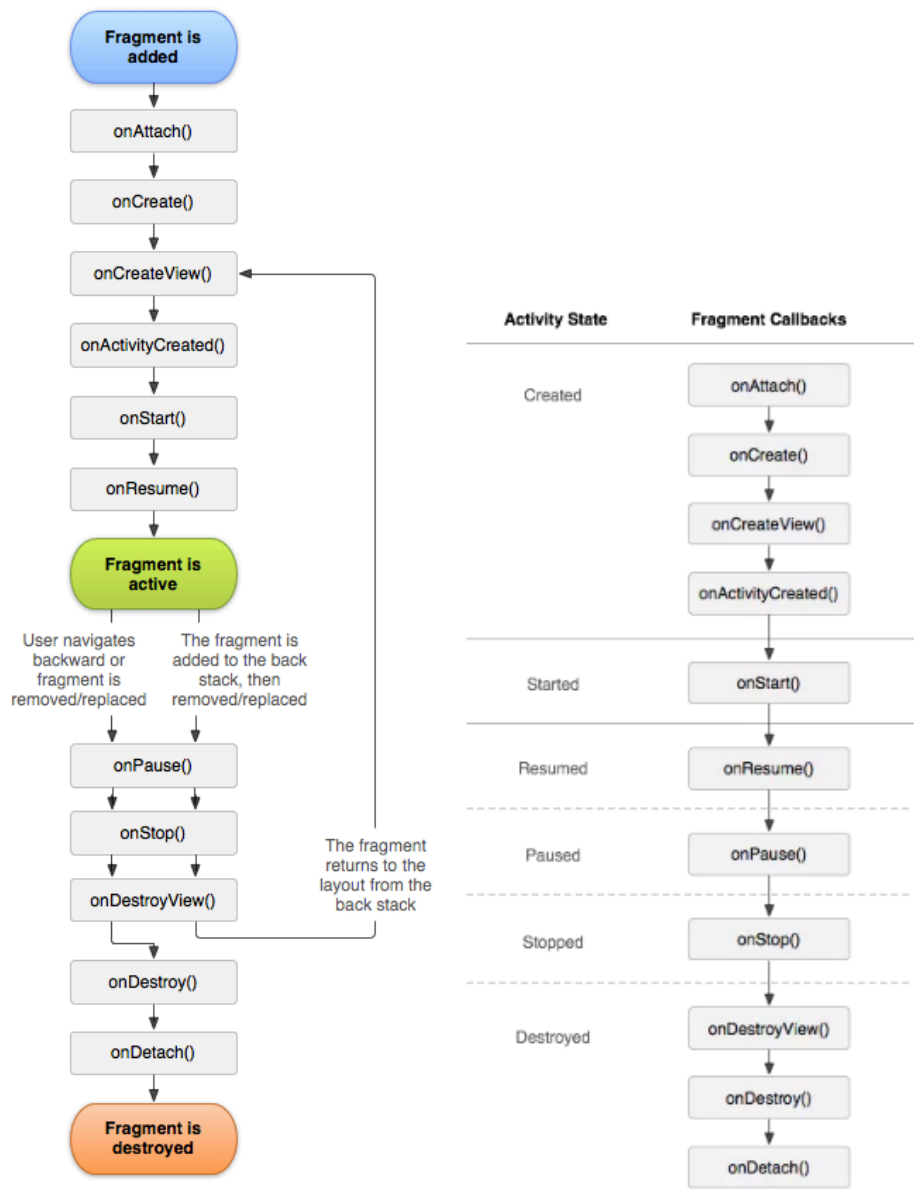 Fragment is
added
onAttach()
onCreate()
onCreateView()
onActivityCreated()
onStart()
onResume()
Fragment is
active
User navigates
backward or
fragment is
removed/replaced
The fragment is
added to the back
stack, then
removed/replaced
onPause()
onStop()
onDestroyView()
The fragment
returns to the
layout from the
back stack
onDestroy()
onDetach()
Fragment is
destroyed
Activity State
Fragment Callbacks
Created
onAttach()
onCreate()
onCreateView()
onActivityCreated()
Started
onStart()
Resumed
onResume()
Paused
onPause()
Stopped
onStop()
Destroyed
onDestroyView()
onDestroy()
onDetach()